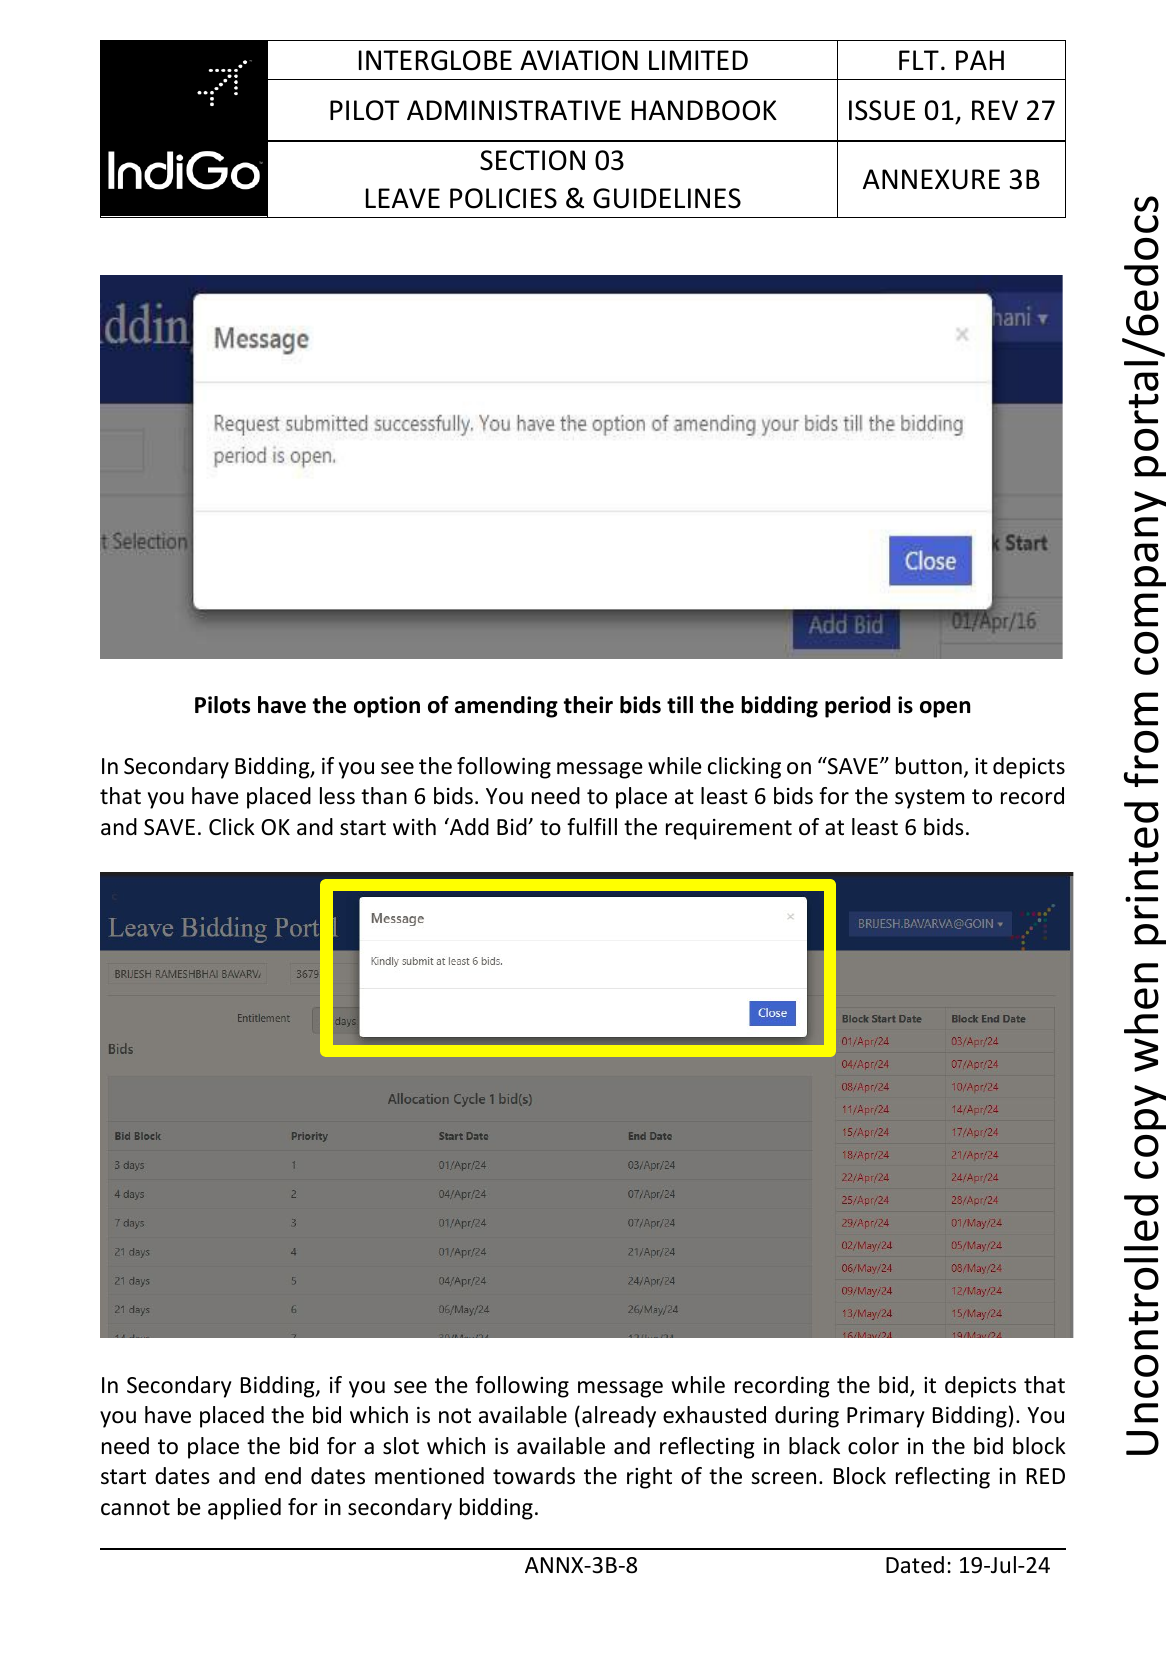 INTERGLOBE AVIATION LIMITED
FLT. PAH
PILOT ADMINISTRATIVE HANDBOOK
ISSUE 01, REV 27
IndiGo
SECTION 03
LEAVE POLICIES & GUIDELINES
ANNEXURE 3B
ddin
hani
Message
×
Request submitted successfully. You have the option of amending your bids till the bidding
period is open.
t Selection
k Start
Close
Add Bid
01/Apr/16
Pilots have the option of amending their bids till the bidding period is open
In Secondary Bidding, if you see the following message while clicking on “SAVE” button, it depicts
that you have placed less than 6 bids. You need to place at least 6 bids for the system to record
and SAVE. Click OK and start with ‘Add Bid’ to fulfill the requirement of at least 6 bids.
Leave Bidding Portal
Message
×
BRIJESH.BAVARVA@GOIN
Kindly submit at least 6 bids.
BRIJESH RAMESHBHAI BAVARV
3679
Close
Entitlement
days
Block Start Date Block End Date
Bids
01/Apr/24 03/Apr/24
04/Apr/24 07/Apr/24
08/Apr/24 10/Apr/24
11/Apr/24 14/Apr/24
15/Apr/24 17/Apr/24
18/Apr/24 21/Apr/24
22/Apr/24 24/Apr/24
25/Apr/24 28/Apr/24
29/Apr/24 01/May/24
02/May/24 05/May/24
06/May/24 08/May/24
09/May/24 12/May/24
13/May/24 15/May/24
16/May/24 19/May/24
Allocation Cycle 1 bid(s)
Bid Block Priority Start Date End Date
3 days 1 01/Apr/24 03/Apr/24
4 days 2 04/Apr/24 07/Apr/24
7 days 3 01/Apr/24 07/Apr/24
21 days 4 01/Apr/24 21/Apr/24
21 days 5 04/Apr/24 24/Apr/24
21 days 6 06/May/24 26/May/24
In Secondary Bidding, if you see the following message while recording the bid, it depicts that
you have placed the bid which is not available (already exhausted during Primary Bidding). You
need to place the bid for a slot which is available and reflecting in black color in the bid block
start dates and end dates mentioned towards the right of the screen. Block reflecting in RED
cannot be applied for in secondary bidding.
ANNX-3B-8
Dated: 19-Jul-24
Uncontrolled copy when printed from company portal/6edocs